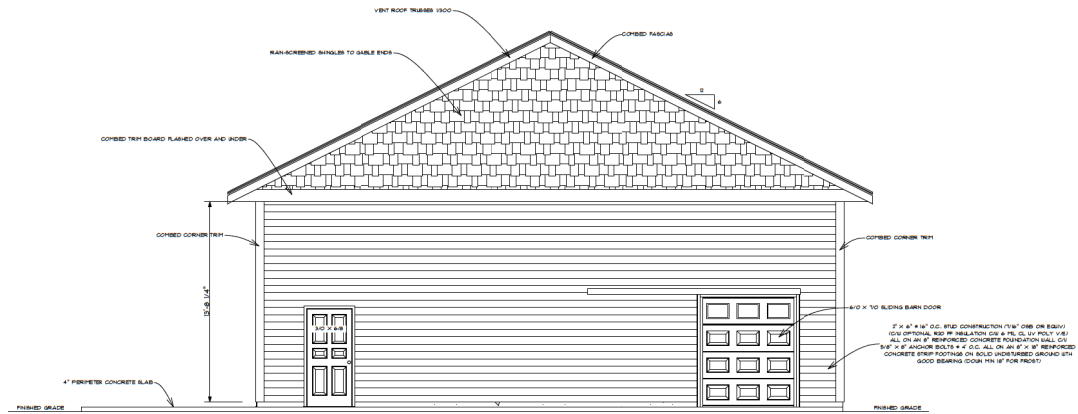 VENT ROOF TRUSSES 1/300
COMBED FASCIAS
RAIN-SCREENED SHINGLES TO GABLE ENDS
12
6
COMBED TRIM BOARD FLASHED OVER AND UNDER
COMBED CORNER TRIM
COMBED CORNER TRIM
13'-8 1/4"
6/0 X 7/0 SLIDING BARN DOOR
3/0 X 6/8
2" X 6" @ 16" O.C. STUD CONSTRUCTION (7/16" OSB OR EQUIV)
(C/W OPTIONAL R20 FF INSULATION C/W 6 MIL CL UV POLY V.B)
ALL ON AN 8" REINFORCED CONCRETE FOUNDATION WALL C/W
5/8" X 8" ANCHOR BOLTS @ 4' O.C. ALL ON AN 8" X 18" REINFORCED
CONCRETE STRIP FOOTINGS ON SOLID UNDISTURBED GROUND WITH
GOOD BEARING (DOWN MIN 18" FOR FROST)
4" PERIMETER CONCRETE SLAB
FINISHED GRADE
FINISHED GRADE